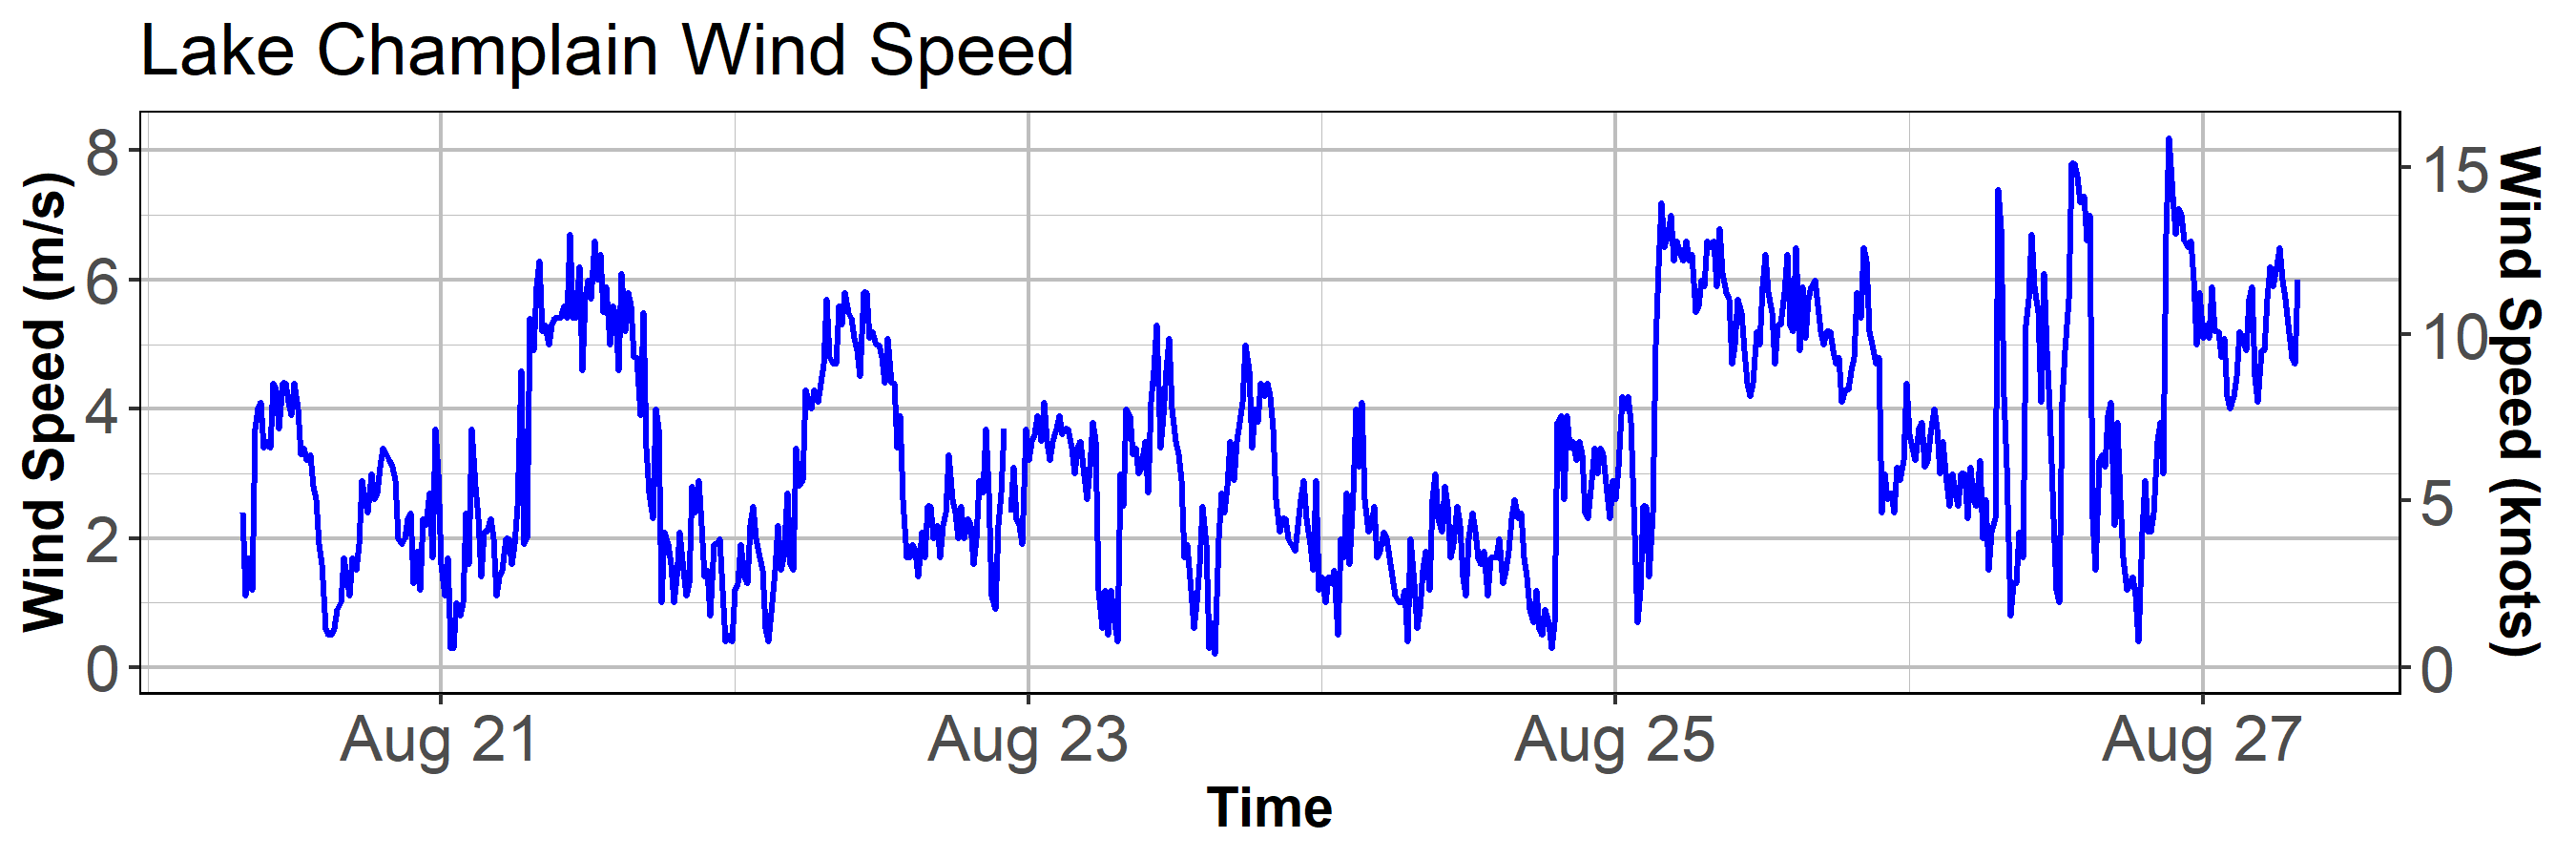 Lake Champlain Wind Speed
8
6
4
2
0
Wind Speed (m/s)
15
10
5
0
Wind Speed (knots)
Aug 21
Aug 23
Aug 25
Aug 27
Time